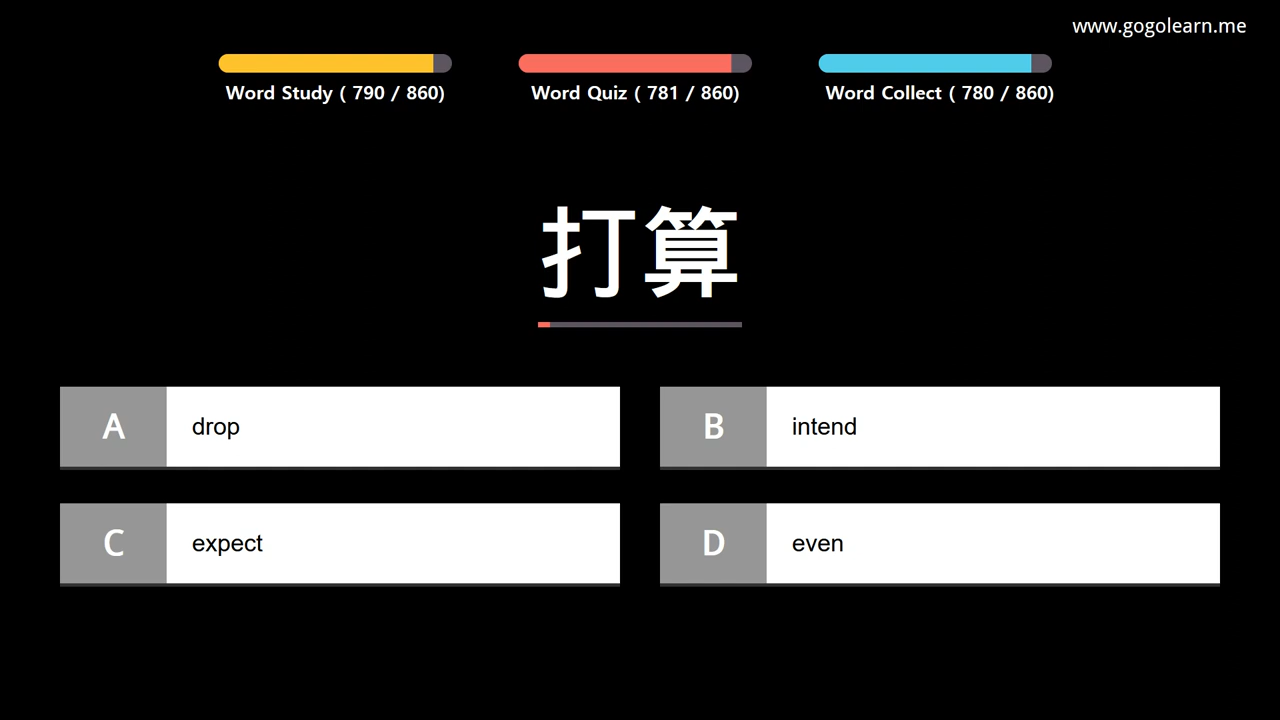 www.gogolearn.me
Word Study ( 790 / 860)
Word Quiz ( 781 / 860)
Word Collect ( 780 / 860)
打算
A drop
B intend
C expect
D even